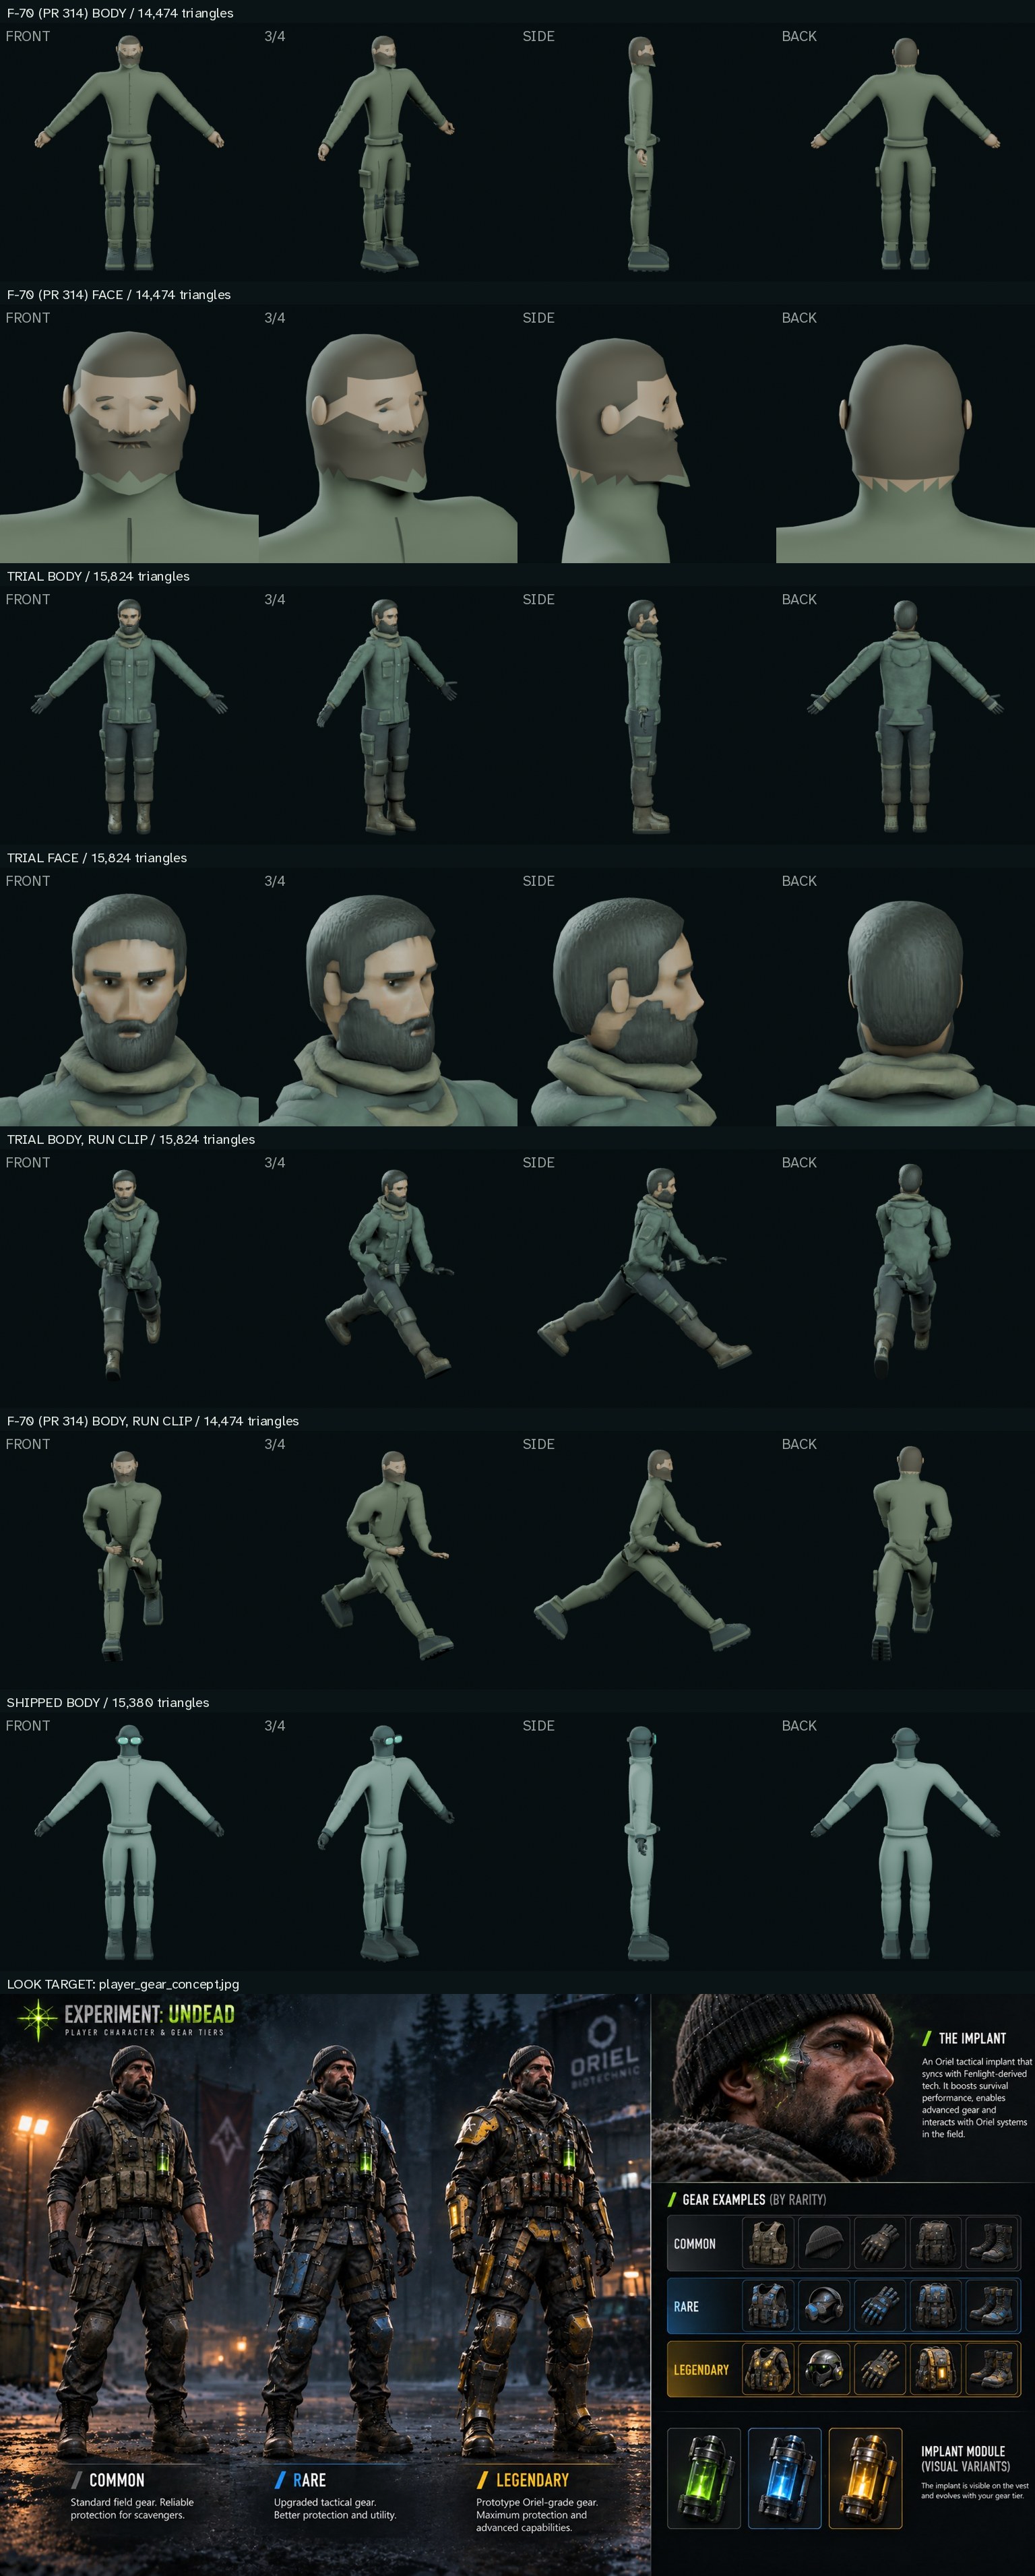 F-70 (PR 314) BODY / 14,474 triangles
FRONT 3/4 SIDE BACK
F-70 (PR 314) FACE / 14,474 triangles
FRONT 3/4 SIDE BACK
TRIAL BODY / 15,824 triangles
FRONT 3/4 SIDE BACK
TRIAL FACE / 15,824 triangles
FRONT 3/4 SIDE BACK
TRIAL BODY, RUN CLIP / 15,824 triangles
FRONT 3/4 SIDE BACK
F-70 (PR 314) BODY, RUN CLIP / 14,474 triangles
FRONT 3/4 SIDE BACK
SHIPPED BODY / 15,380 triangles
FRONT 3/4 SIDE BACK
LOOK TARGET: player_gear_concept.jpg
EXPERIMENT: UNDEAD
PLAYER CHARACTER & GEAR TIERS
ORIEL
COMMON
Standard field gear. Reliable
protection for scavengers.
RARE
Upgraded tactical gear.
Better protection and utility.
LEGENDARY
Prototype Oriel-grade gear.
Maximum protection and
advanced capabilities.
THE IMPLANT
An Oriel tactical implant that
syncs with Fenlight-derived
tech. It boosts survival
performance, enables
advanced gear and
interacts with Oriel systems
in the field.
GEAR EXAMPLES (BY RARITY)
COMMON
RARE
LEGENDARY
IMPLANT MODULE
(VISUAL VARIANTS)
The implant is visible on the vest
and evolves with your gear tier.